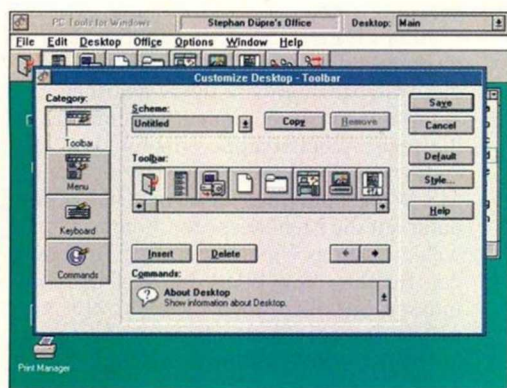 PC Tools for Windows
Stephan Düpre's Office
Desktop: Main
File Edit Desktop Office Options Window Help
Customize Desktop - Toolbar
Category:
Toolbar
Menu
Keyboard
Commands
Scheme:
Untitled
Copy
Remove
Toolbar:
Insert
Delete
Commands:
About Desktop
Show information about Desktop.
Save
Cancel
Default
Style...
Help
Print Manager